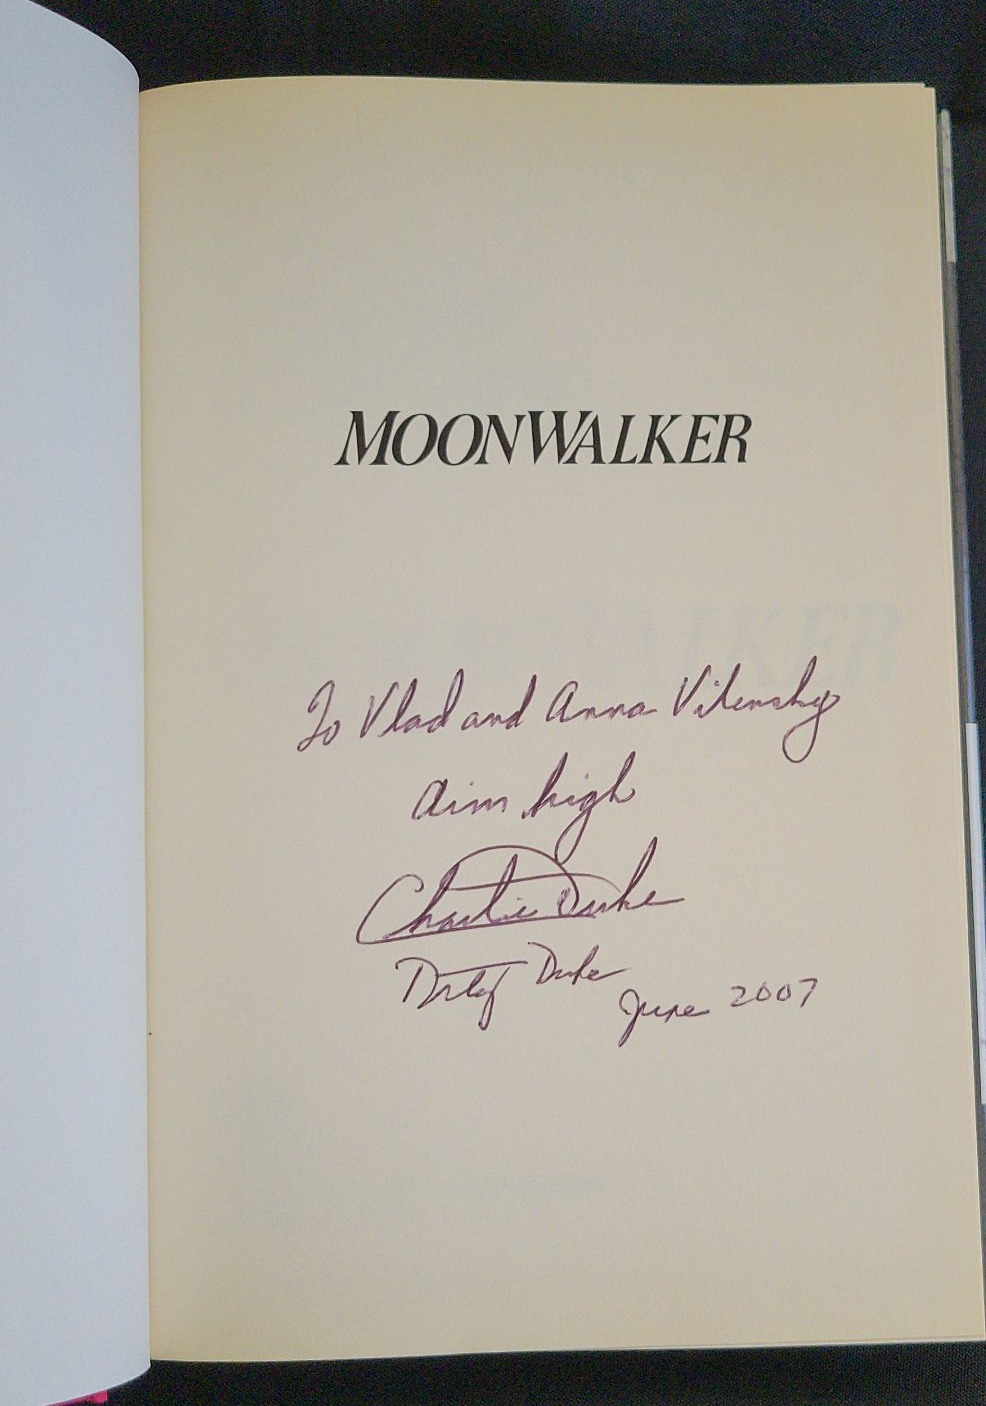 MOONWALKER
To Vlad and Anna Vilensky
Aim high
Charlie Duke
Dotty Duke
June 2007